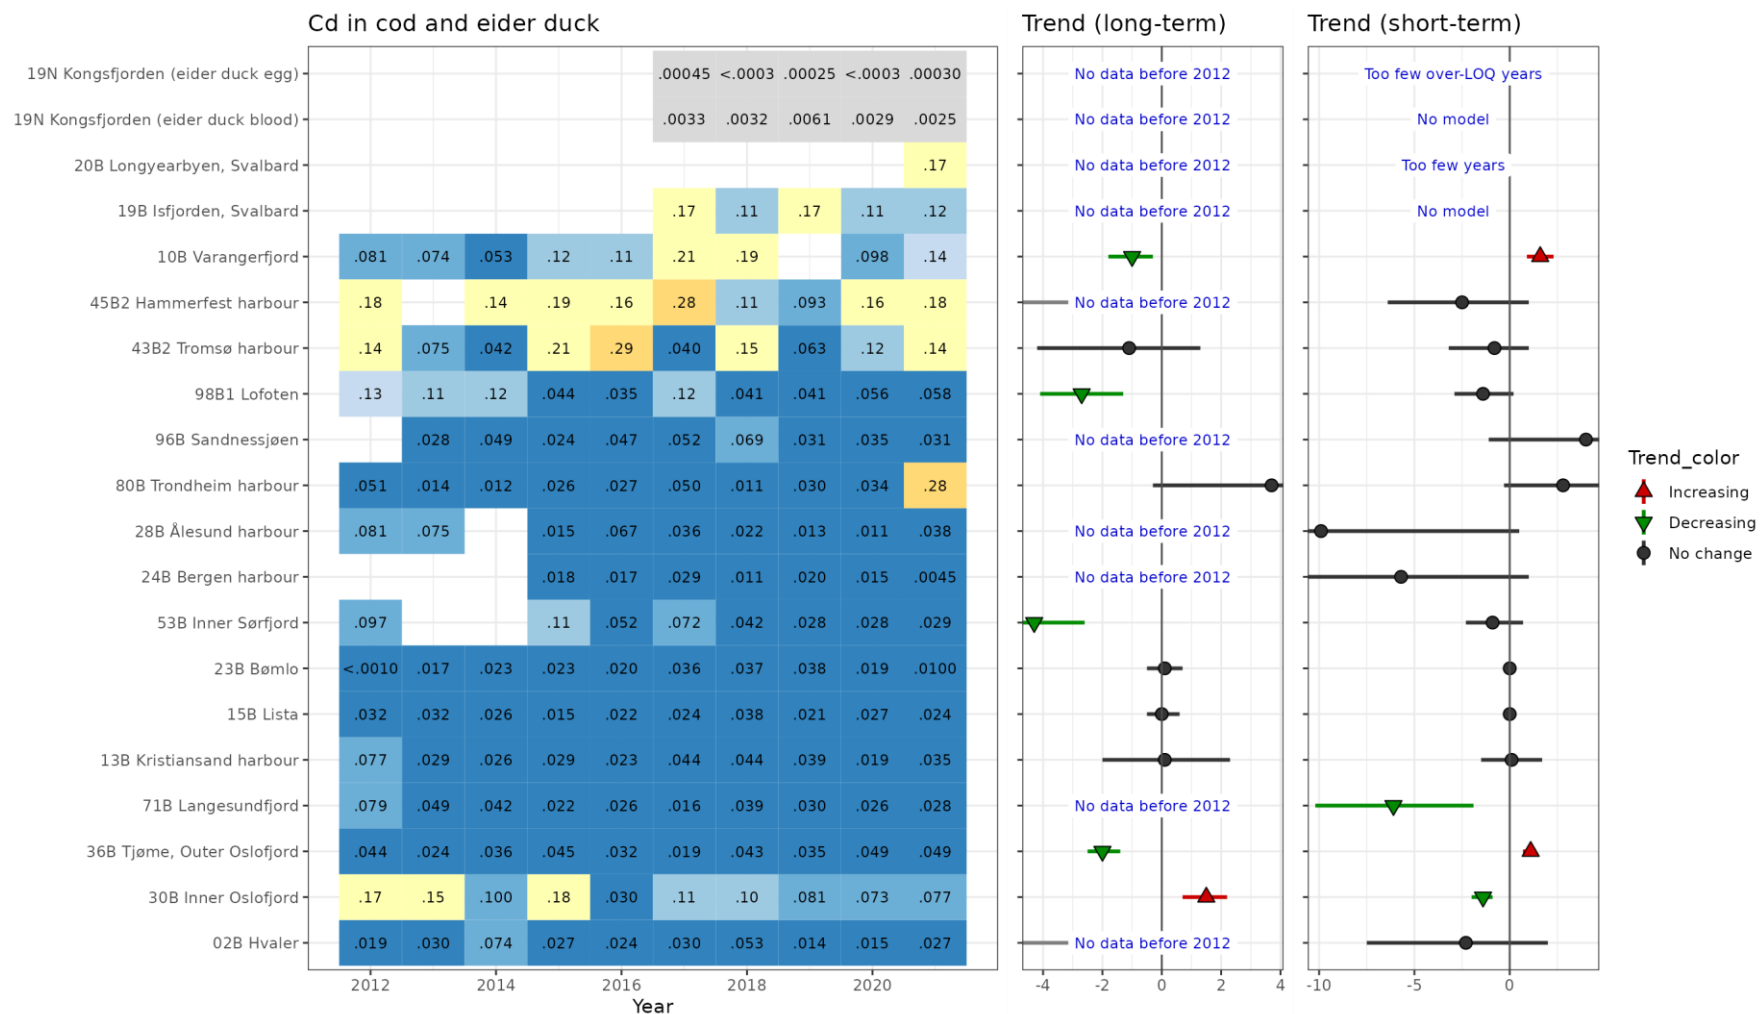 Cd in cod and eider duck Trend (long-term) Trend (short-term)
19N Kongsfjorden (eider duck egg) .00045 <.0003 .00025 <.0003 .00030 No data before 2012 Too few over-LOQ years
19N Kongsfjorden (eider duck blood) .0033 .0032 .0061 .0029 .0025 No data before 2012 No model
20B Longyearbyen, Svalbard .17 No data before 2012 Too few years
19B Isfjorden, Svalbard .17 .11 .17 .11 .12 No data before 2012 No model
10B Varangerfjord .081 .074 .053 .12 .11 .21 .19 .098 .14
45B2 Hammerfest harbour .18 .14 .19 .16 .28 .11 .093 .16 .18 No data before 2012
43B2 Tromsø harbour .14 .075 .042 .21 .29 .040 .15 .063 .12 .14
98B1 Lofoten .13 .11 .12 .044 .035 .12 .041 .041 .056 .058
96B Sandnessjøen .028 .049 .024 .047 .052 .069 .031 .035 .031 No data before 2012
80B Trondheim harbour .051 .014 .012 .026 .027 .050 .011 .030 .034 .28
28B Ålesund harbour .081 .075 .015 .067 .036 .022 .013 .011 .038 No data before 2012
24B Bergen harbour .018 .017 .029 .011 .020 .015 .0045 No data before 2012
53B Inner Sørfjord .097 .11 .052 .072 .042 .028 .028 .029
23B Bømlo <.0010 .017 .023 .023 .020 .036 .037 .038 .019 .0100
15B Lista .032 .032 .026 .015 .022 .024 .038 .021 .027 .024
13B Kristiansand harbour .077 .029 .026 .029 .023 .044 .044 .039 .019 .035
71B Langesundfjord .079 .049 .042 .022 .026 .016 .039 .030 .026 .028 No data before 2012
36B Tjøme, Outer Oslofjord .044 .024 .036 .045 .032 .019 .043 .035 .049 .049
30B Inner Oslofjord .17 .15 .100 .18 .030 .11 .10 .081 .073 .077
02B Hvaler .019 .030 .074 .027 .024 .030 .053 .014 .015 .027 No data before 2012
2012 2014 2016 2018 2020 -4 -2 0 2 4 -10 -5 0
Year
Trend_color
Increasing
Decreasing
No change